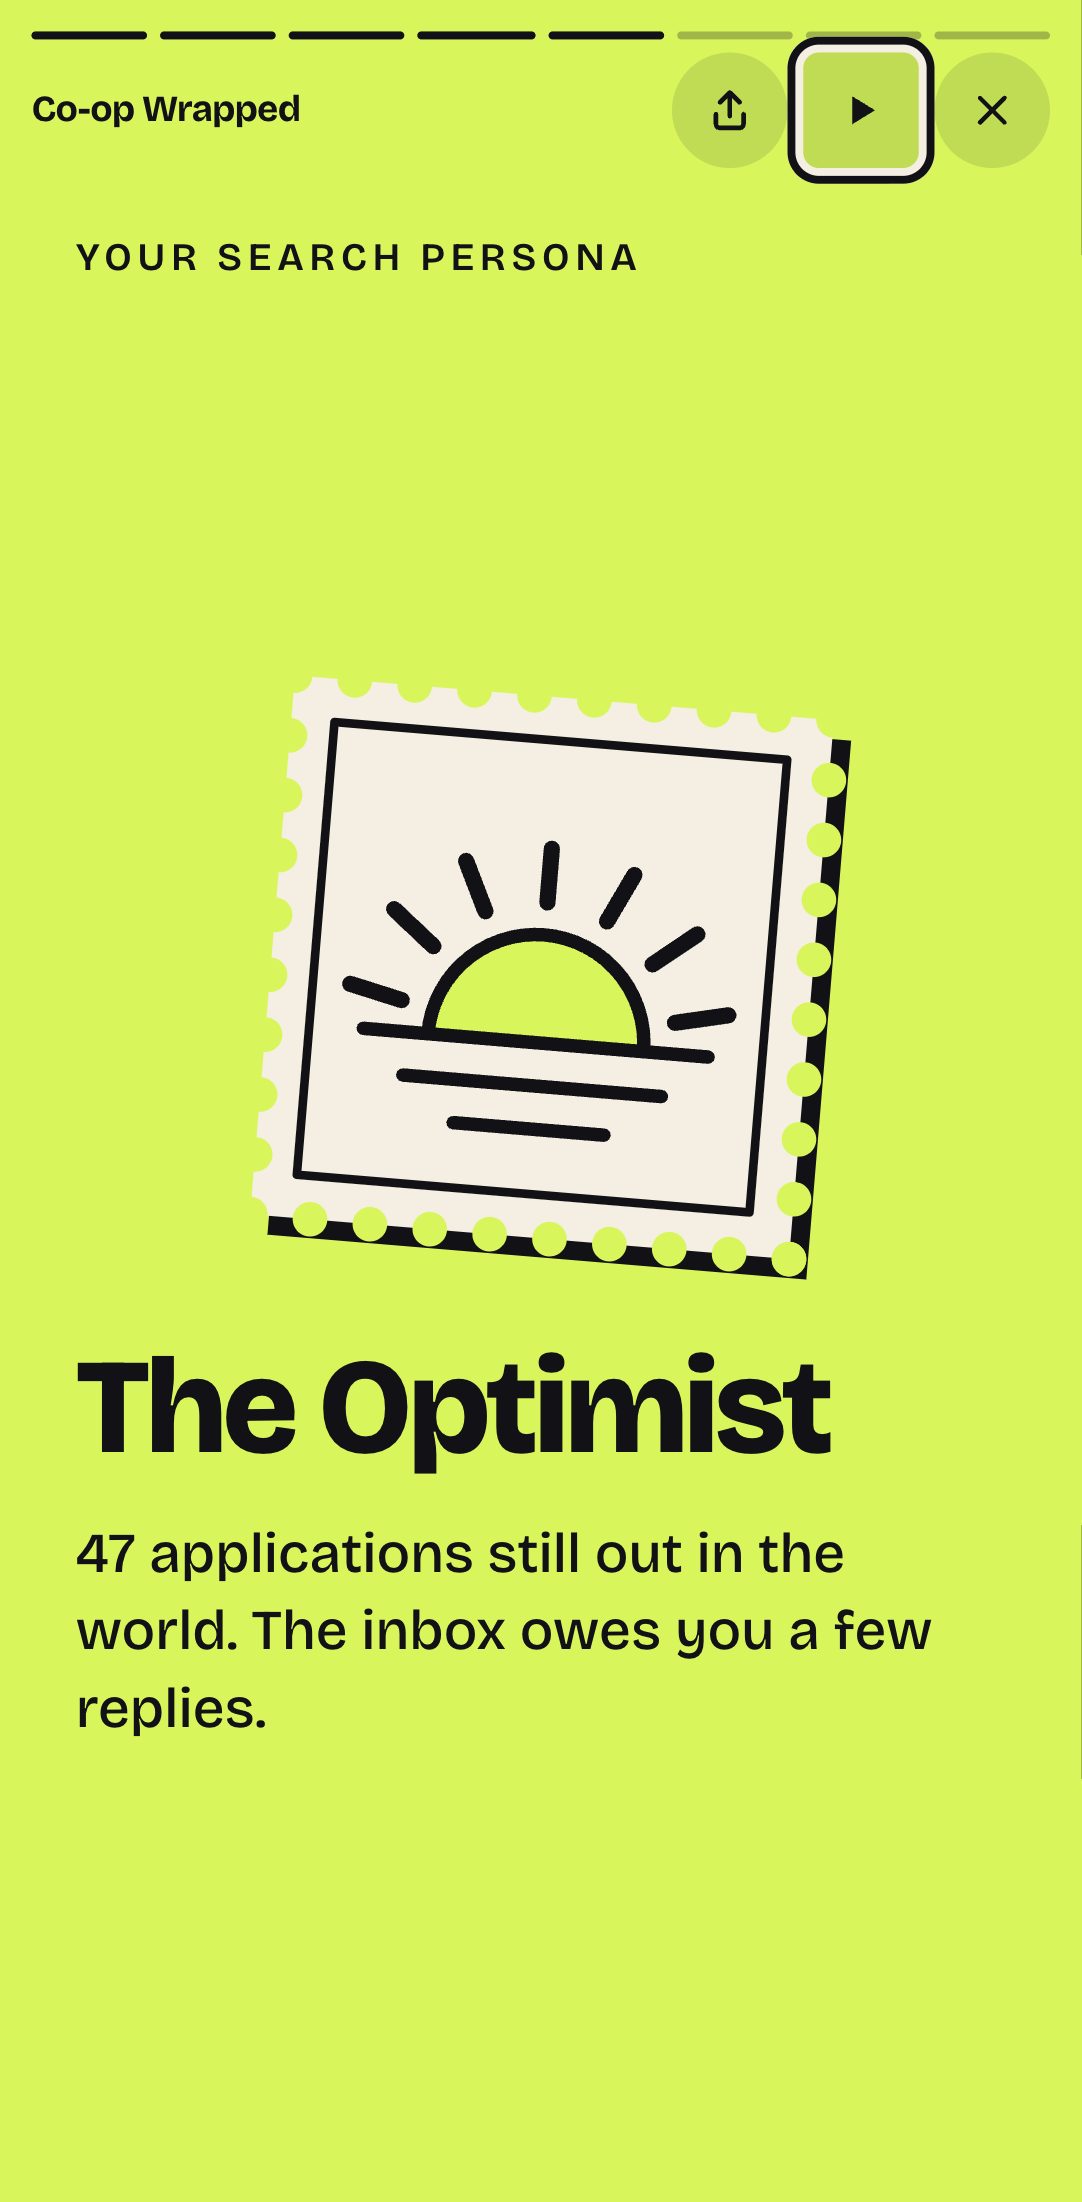 Co-op Wrapped
YOUR SEARCH PERSONA
The Optimist
47 applications still out in the
world. The inbox owes you a few
replies.